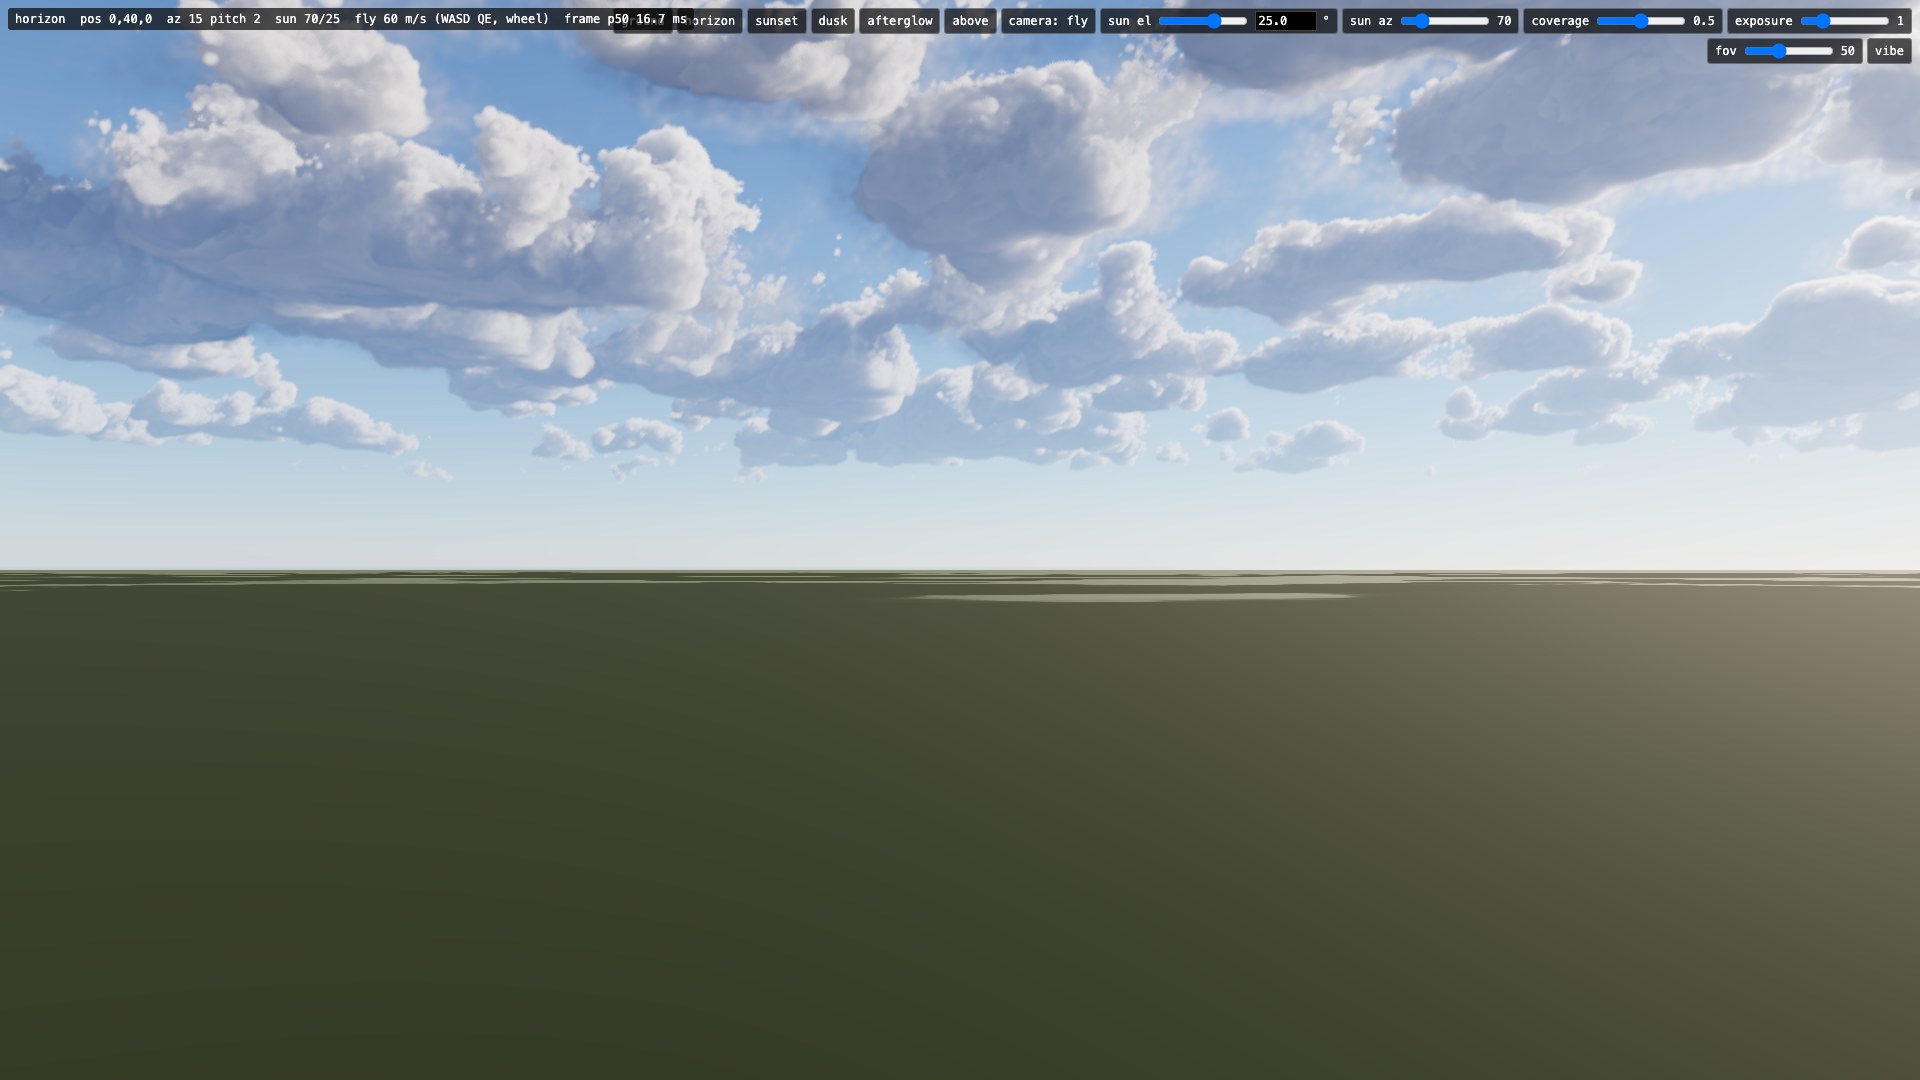 horizon pos 0,40,0 az 15 pitch 2 sun 70/25 fly 60 m/s (WASD QE, wheel) frame p50 16.7 ms
sunset dusk afterglow above camera: fly sun el 25.0 ° sun az 70 coverage 0.5 exposure 1
fov 50 vibe